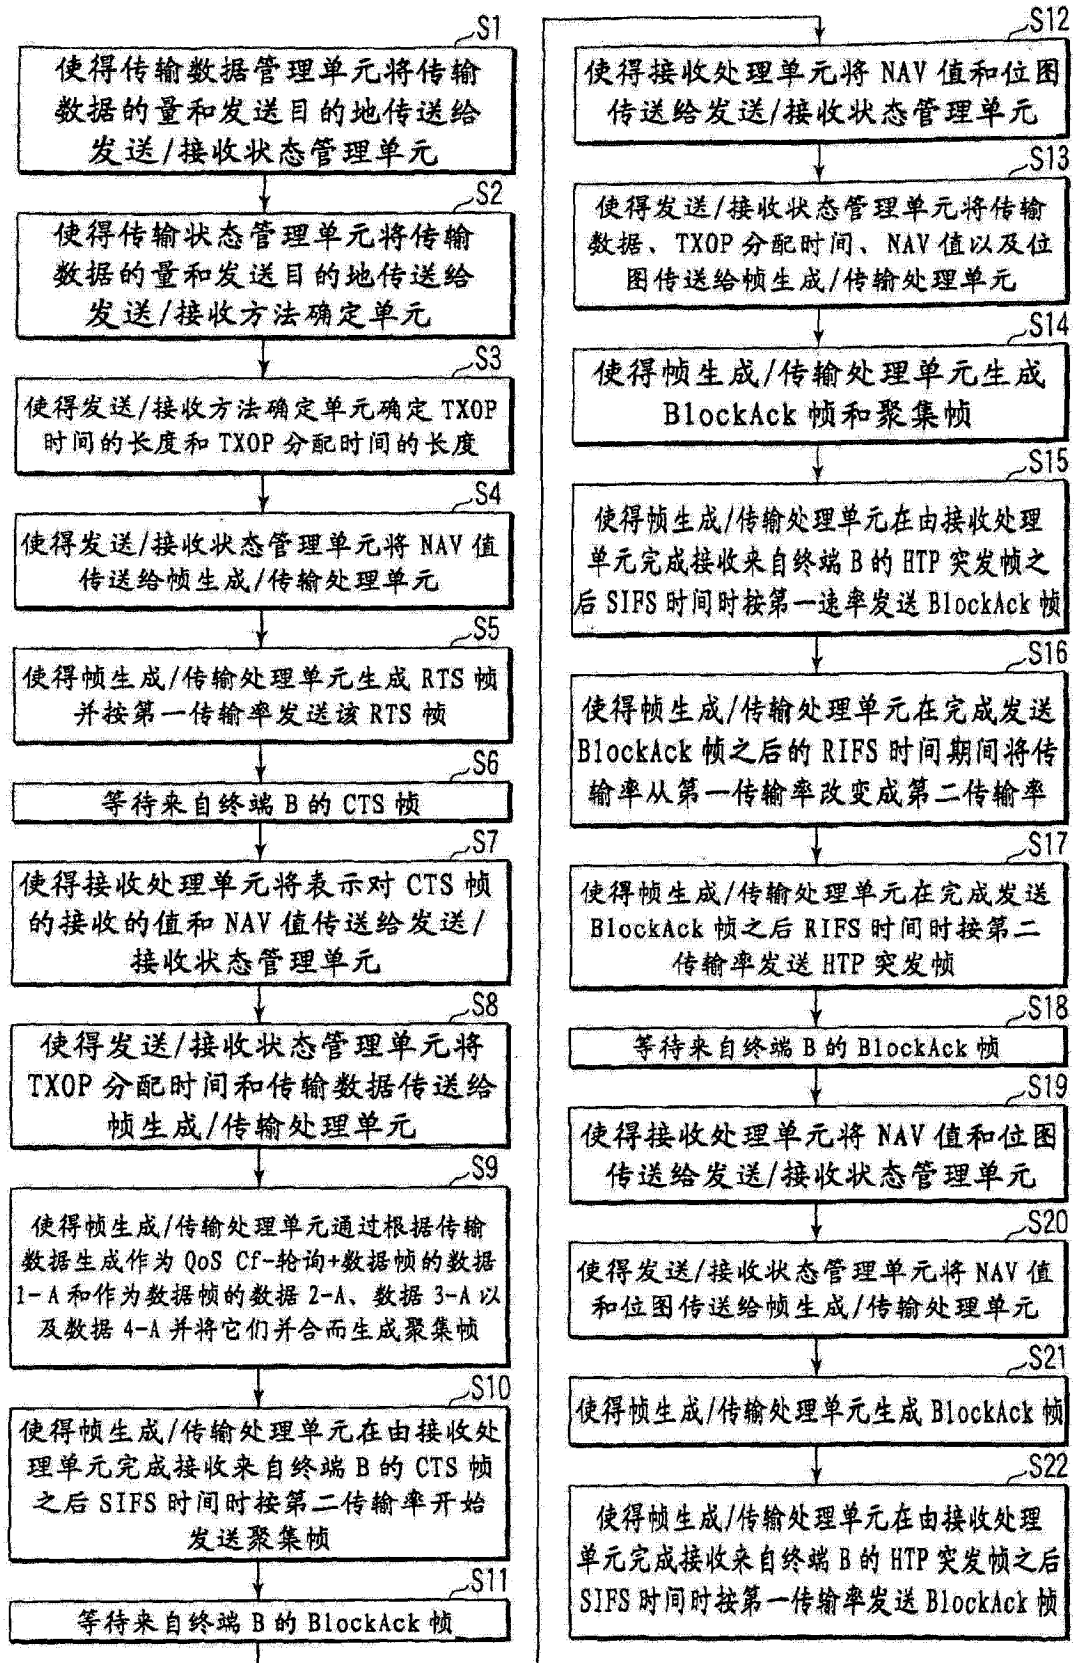 S1
使得传输数据管理单元将传输
数据的量和发送目的地传送给
发送/接收状态管理单元
S2
使得传输状态管理单元将传输
数据的量和发送目的地传送给
发送/接收方法确定单元
S3
使得发送/接收方法确定单元确定 TXOP
时间的长度和 TXOP 分配时间的长度
S4
使得发送/接收状态管理单元将 NAV 值
传送给帧生成/传输处理单元
S5
使得帧生成/传输处理单元生成 RTS 帧
并按第一传输率发送该 RTS 帧
S6
等待来自终端 B 的 CTS 帧
S7
使得接收处理单元将表示对 CTS 帧
的接收的值和 NAV 值传送给发送/
接收状态管理单元
S8
使得发送/接收状态管理单元将
TXOP 分配时间和传输数据传送给
帧生成/传输处理单元
S9
使得帧生成/传输处理单元通过根据传输
数据生成作为 QoS Cf-轮询+数据帧的数据
1-A 和作为数据帧的数据 2-A、数据 3-A 以
及数据 4-A 并将它们并合而生成聚集帧
S10
使得帧生成/传输处理单元在由接收处
理单元完成接收来自终端 B 的 CTS 帧
之后 SIFS 时间时按第二传输率开始
发送聚集帧
S11
等待来自终端 B 的 BlockAck 帧
S12
使得接收处理单元将 NAV 值和位图
传送给发送/接收状态管理单元
S13
使得发送/接收状态管理单元将传输
数据、TXOP 分配时间、NAV 值以及位
图传送给帧生成/传输处理单元
S14
使得帧生成/传输处理单元生成
BlockAck 帧和聚集帧
S15
使得帧生成/传输处理单元在由接收处理
单元完成接收来自终端 B 的 HTP 突发帧之
后 SIFS 时间时按第一速率发送 BlockAck 帧
S16
使得帧生成/传输处理单元在完成发送
BlockAck 帧之后的 RIFS 时间期间将传
输率从第一传输率改变成第二传输率
S17
使得帧生成/传输处理单元在完成发送
BlockAck 帧之后 RIFS 时间时按第二
传输率发送 HTP 突发帧
S18
等待来自终端 B 的 BlockAck 帧
S19
使得接收处理单元将 NAV 值和位图
传送给发送/接收状态管理单元
S20
使得发送/接收状态管理单元将 NAV 值
和位图传送给帧生成/传输处理单元
S21
使得帧生成/传输处理单元生成 BlockAck 帧
S22
使得帧生成/传输处理单元在由接收处理
单元完成接收来自终端 B 的 HTP 突发帧之后
SIFS 时间时按第一传输率发送 BlockAck 帧